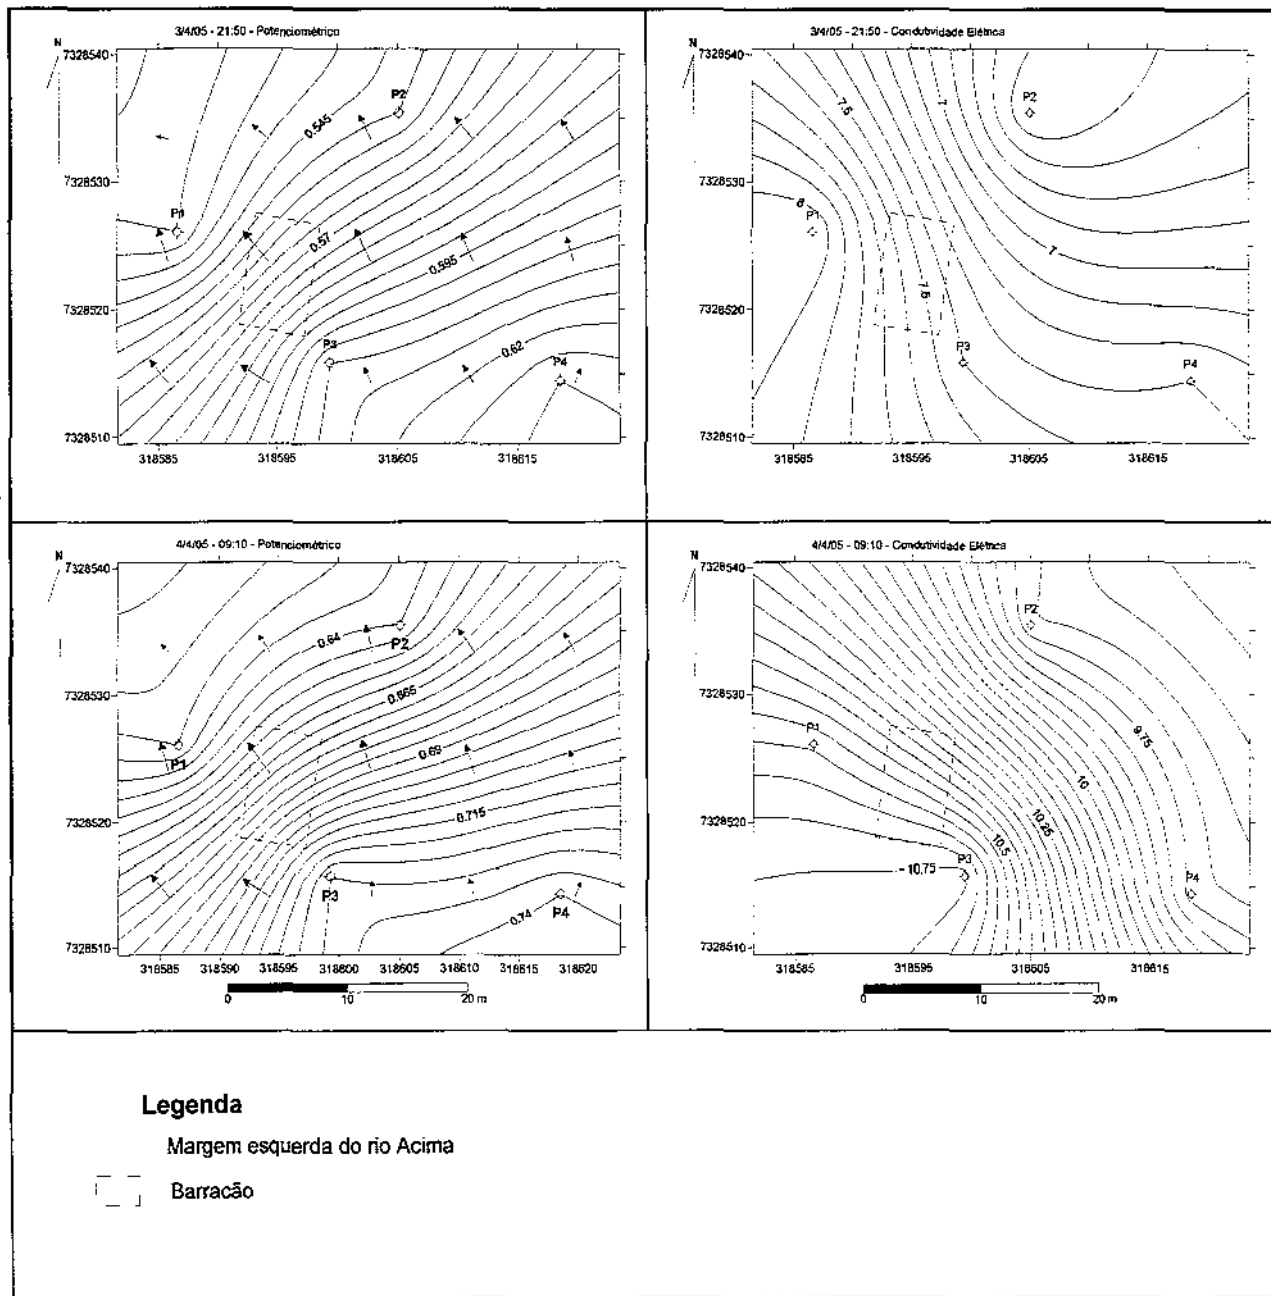 3/4/05 - 21:50 - Potenciométrico
N
7328540
7328530
7328520
7328510
318585 318595 318605 318615
P1
P2
P3
P4
0.545
0.57
0.595
0.62
3/4/05 - 21:50 - Condutividade Elétrica
N
7328540
7328530
7328520
7328510
318585 318595 318605 318615
P1
P2
P3
P4
7.5
7
8
7.5
7
4/4/05 - 09:10 - Potenciométrico
N
7328540
7328530
7328520
7328510
318585 318590 318595 318600 318605 318610 318615 318620
P1
P2
P3
P4
0.64
0.665
0.69
0.715
0.74
0 10 20 m
4/4/05 - 09:10 - Condutividade Elétrica
N
7328540
7328530
7328520
7328510
318585 318595 318605 318615
P1
P2
P3
P4
9.75
10
10.25
10.5
10.75
0 10 20 m
Legenda
Margem esquerda do rio Acima
Barracão